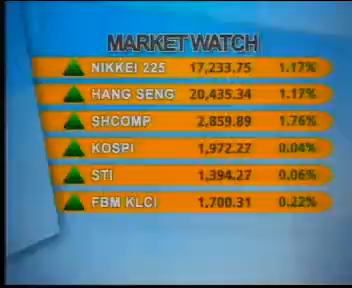 MARKET WATCH
NIKKEI 225 17,233.75 1.17%
HANG SENG 20,435.34 1.17%
SHCOMP 2,859.89 1.76%
KOSPI 1,972.27 0.04%
STI 1,394.27 0.06%
FBM KLCI 1,700.31 0.22%